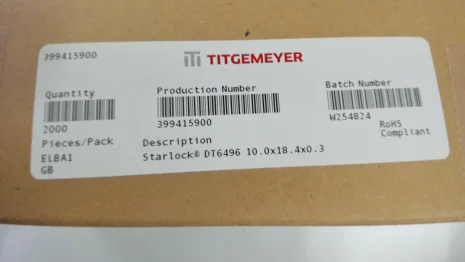 399415900
TITGEMEYER
Quantity
2000
Pieces/Pack
ELBA1
GB
Production Number
399415900
Description
Starlock® DT6496 10.0x18.4x0.3
Batch Number
W254824
RoHS
Compliant